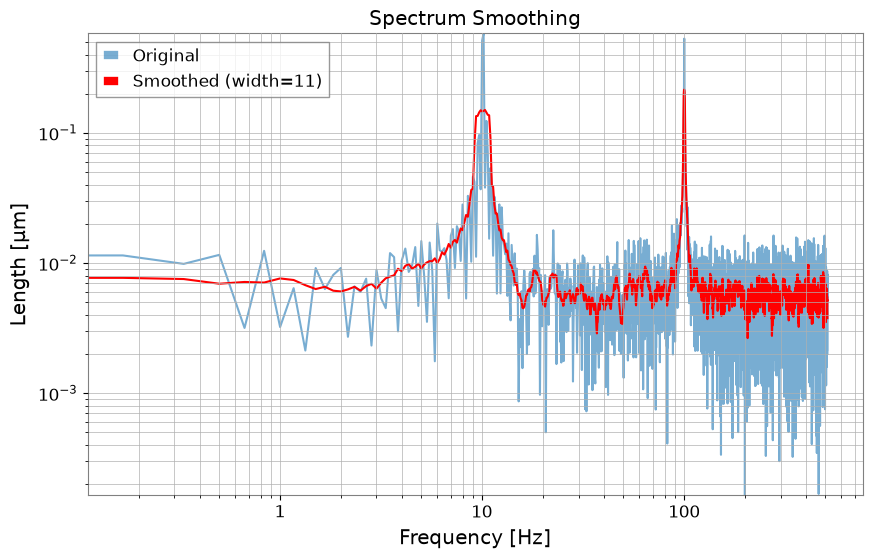 Spectrum Smoothing
Original
Smoothed (width=11)
10⁻¹
10⁻²
10⁻³
Length [µm]
1 10 100
Frequency [Hz]